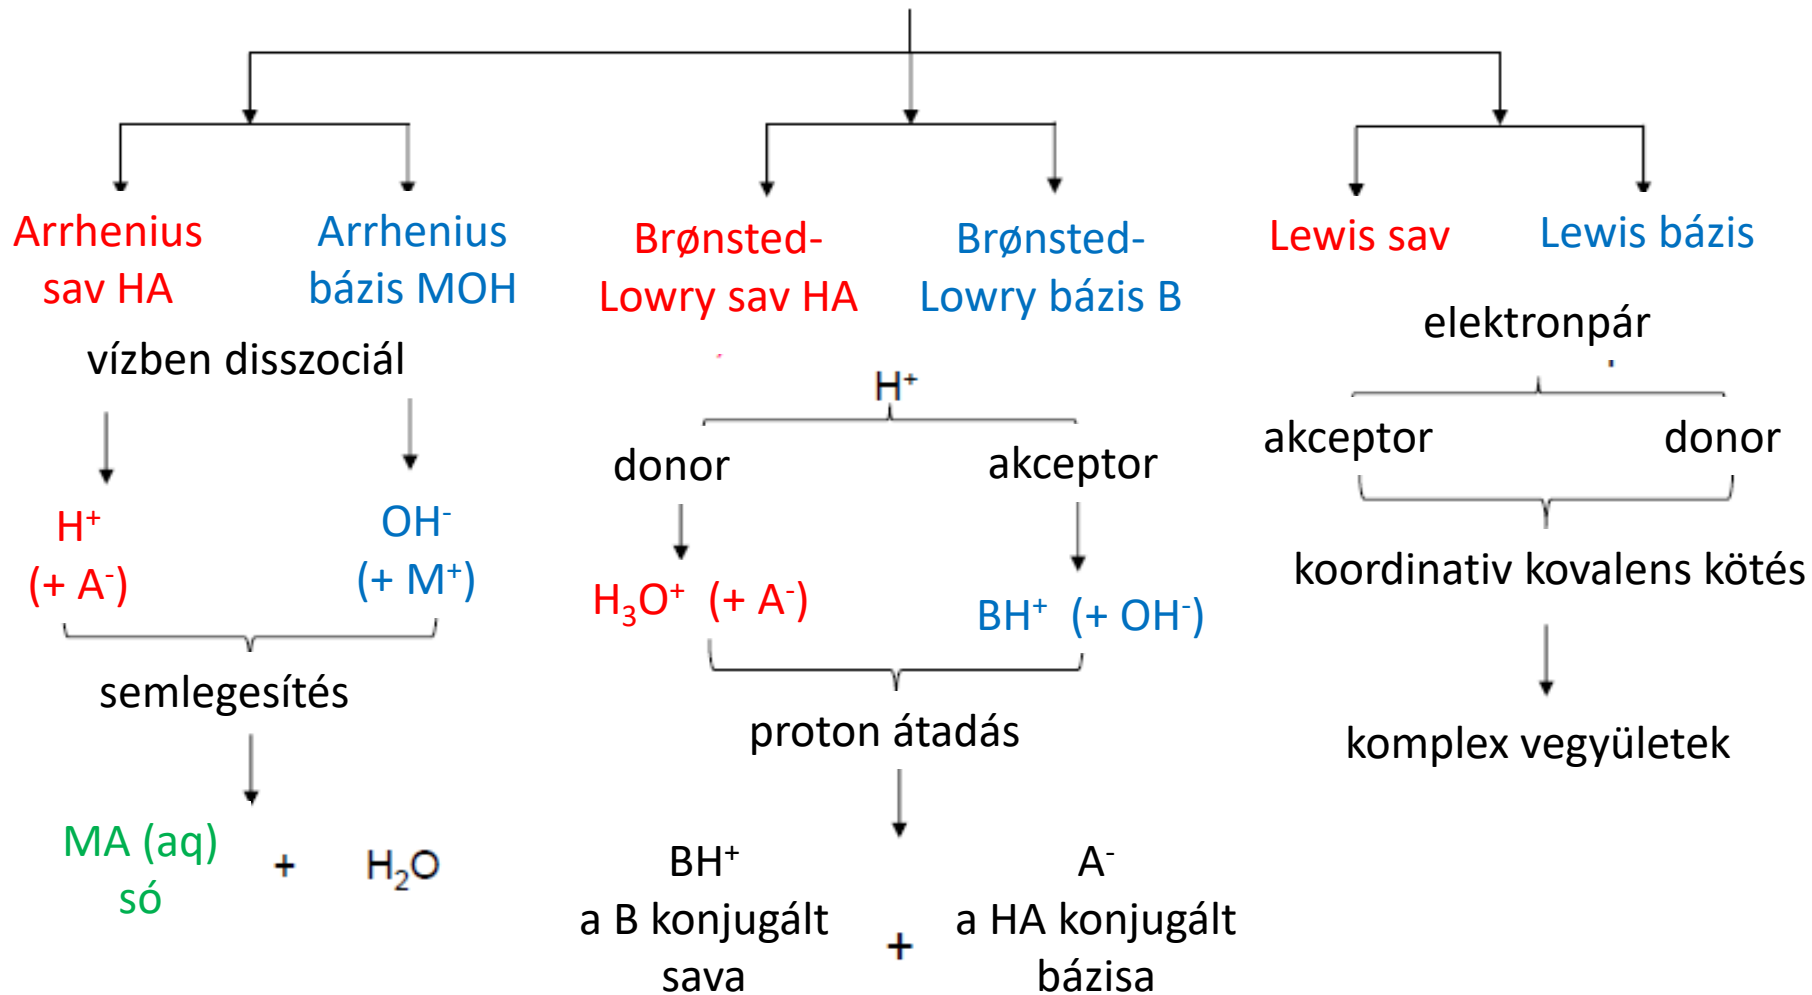 Arrhenius
sav HA
Arrhenius
bázis MOH
vízben disszociál
H⁺
(+ A⁻)
OH⁻
(+ M⁺)
semlegesítés
MA (aq)
só
+
H₂O
Brønsted-
Lowry sav HA
Brønsted-
Lowry bázis B
H⁺
donor
akceptor
H₃O⁺ (+ A⁻)
BH⁺ (+ OH⁻)
proton átadás
BH⁺
a B konjugált
sava
+
A⁻
a HA konjugált
bázisa
Lewis sav
Lewis bázis
elektronpár
akceptor
donor
koordinativ kovalens kötés
komplex vegyületek